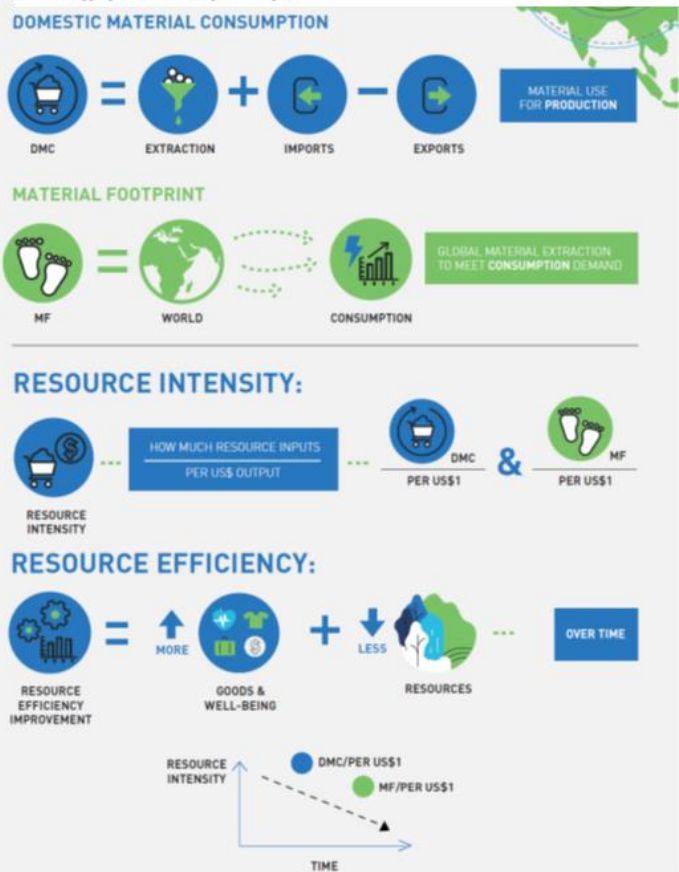 DOMESTIC MATERIAL CONSUMPTION
DMC
=
EXTRACTION
+
IMPORTS
−
EXPORTS
MATERIAL USE
FOR PRODUCTION
MATERIAL FOOTPRINT
MF
=
WORLD
CONSUMPTION
GLOBAL MATERIAL EXTRACTION
TO MEET CONSUMPTION DEMAND
RESOURCE INTENSITY:
$
RESOURCE
INTENSITY
HOW MUCH RESOURCE INPUTS
PER US$ OUTPUT
DMC
PER US$1
&
MF
PER US$1
RESOURCE EFFICIENCY:
RESOURCE
EFFICIENCY
IMPROVEMENT
=
MORE
$
GOODS &
WELL-BEING
+
LESS
RESOURCES
OVER TIME
RESOURCE
INTENSITY
DMC/PER US$1
MF/PER US$1
TIME